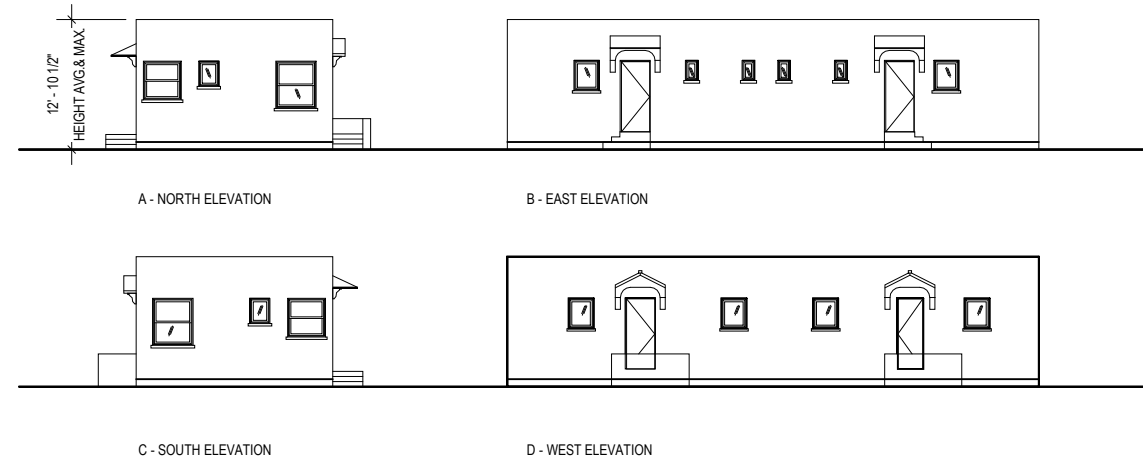 12' - 10 1/2"
HEIGHT AVG.& MAX.
A - NORTH ELEVATION
B - EAST ELEVATION
C - SOUTH ELEVATION
D - WEST ELEVATION